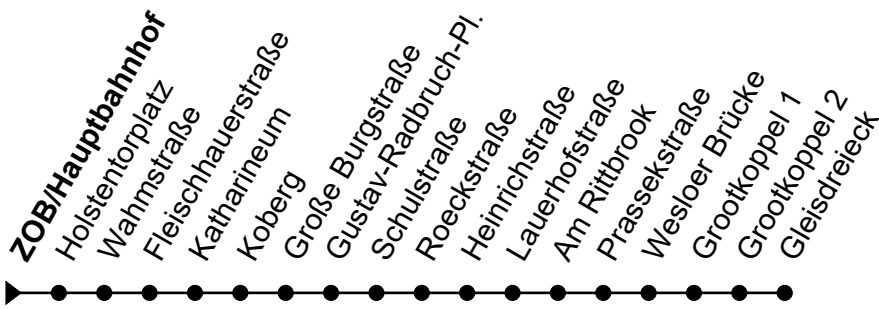 ZOB/Hauptbahnhof
Holstentorplatz
Wahmstraße
Fleischhauerstraße
Katharineum
Koberg
Große Burgstraße
Gustav-Radbruch-Pl.
Schulstraße
Roeckstraße
Heinrichstraße
Lauerhofstraße
Am Rittbrook
Prassekstraße
Wesloer Brücke
Grootkoppel 1
Grootkoppel 2
Gleisdreieck